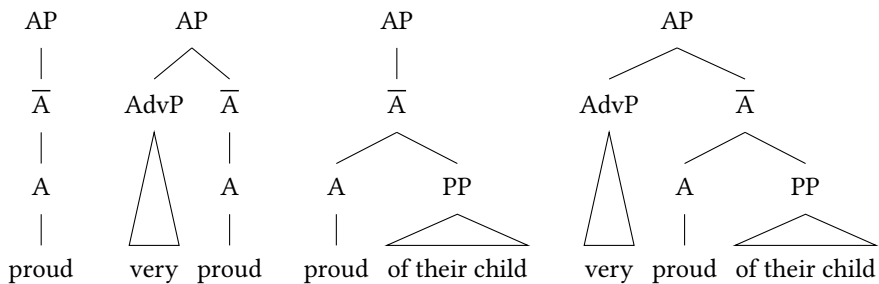 AP AP AP AP
A̅ AdvP A̅ A̅ AdvP A̅
A A A PP A PP
proud very proud proud of their child very proud of their child